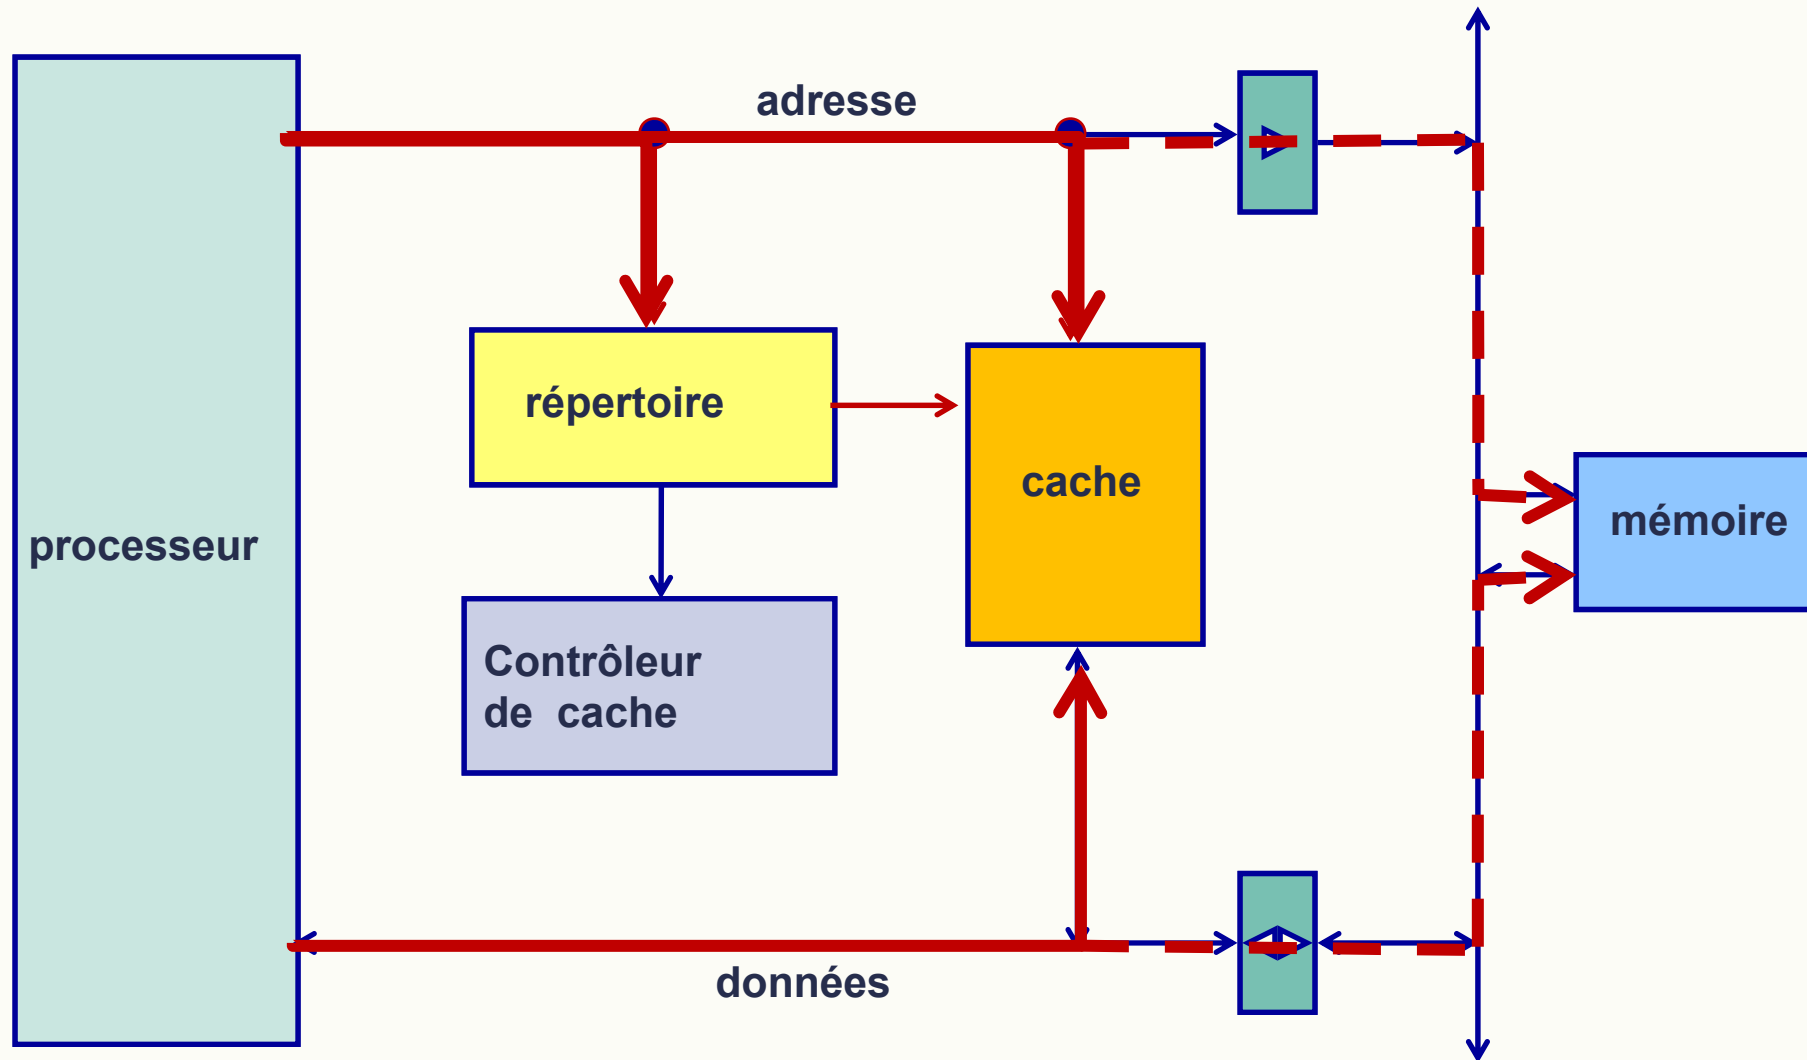 adresse
répertoire
cache
processeur
mémoire
Contrôleur
de cache
données